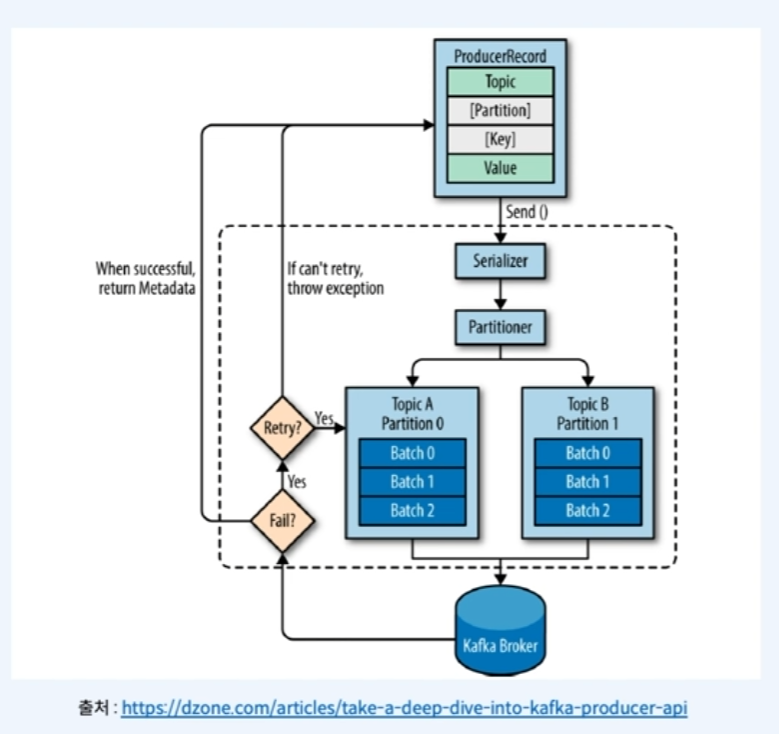 ProducerRecord
Topic
[Partition]
[Key]
Value
Send ()
Serializer
Partitioner
When successful,
return Metadata
If can't retry,
throw exception
Topic A
Partition 0
Batch 0
Batch 1
Batch 2
Topic B
Partition 1
Batch 0
Batch 1
Batch 2
Retry?
Yes
Yes
Fail?
Kafka Broker
출처 : https://dzone.com/articles/take-a-deep-dive-into-kafka-producer-api